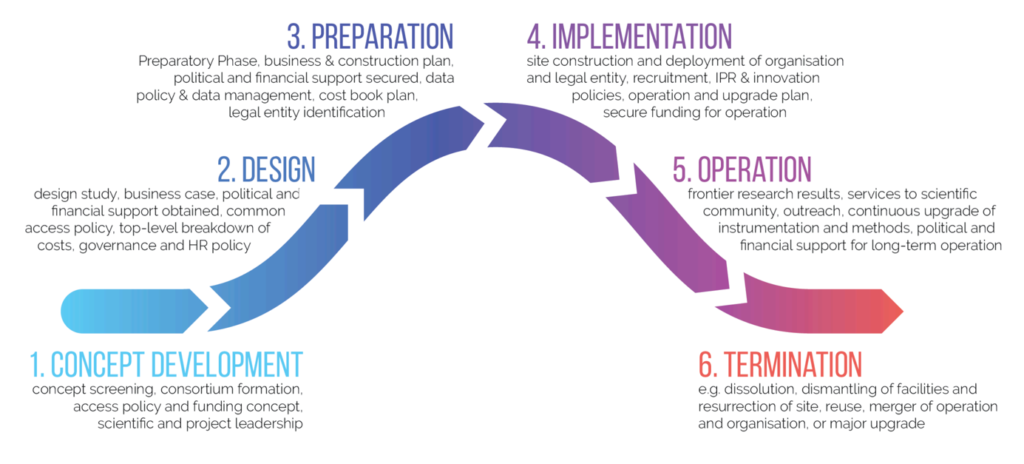 1. CONCEPT DEVELOPMENT
concept screening, consortium formation,
access policy and funding concept,
scientific and project leadership
2. DESIGN
design study, business case, political and
financial support obtained, common
access policy, top-level breakdown of
costs, governance and HR policy
3. PREPARATION
Preparatory Phase, business & construction plan,
political and financial support secured, data
policy & data management, cost book plan,
legal entity identification
4. IMPLEMENTATION
site construction and deployment of organisation
and legal entity, recruitment, IPR & innovation
policies, operation and upgrade plan,
secure funding for operation
5. OPERATION
frontier research results, services to scientific
community, outreach, continuous upgrade of
instrumentation and methods, political and
financial support for long-term operation
6. TERMINATION
e.g. dissolution, dismantling of facilities and
resurrection of site, reuse, merger of operation
and organisation, or major upgrade